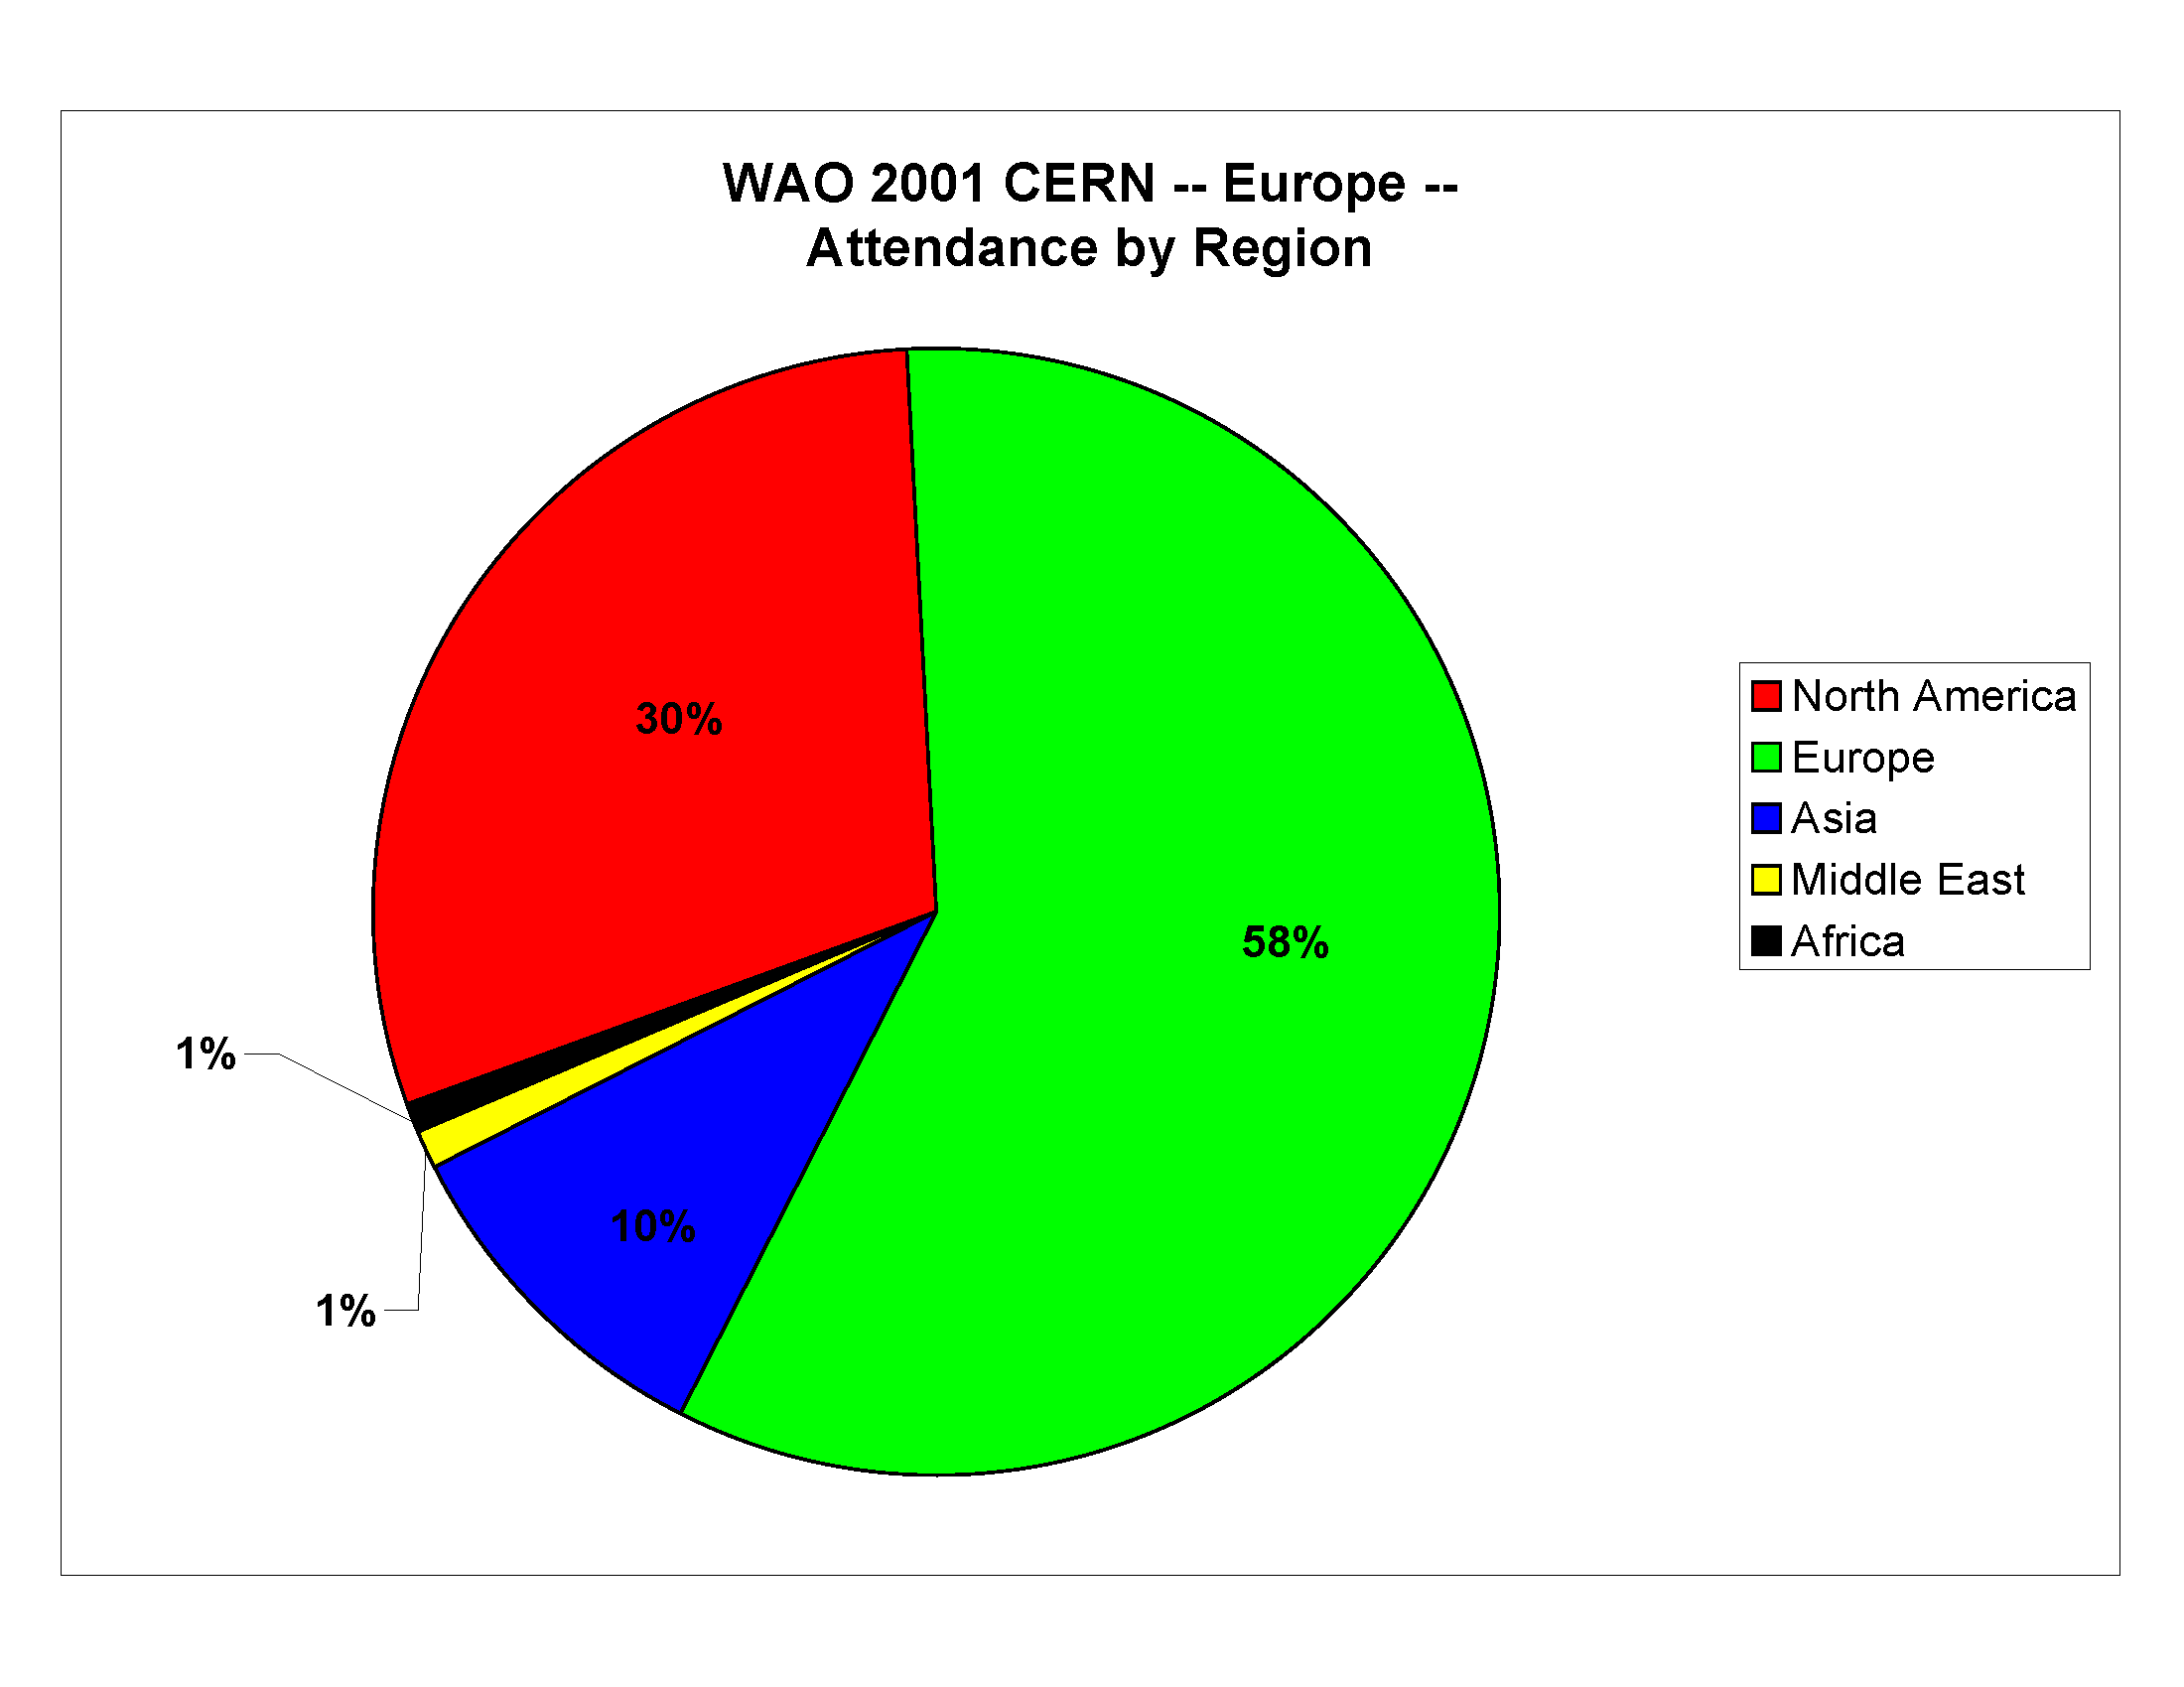 WAO 2001 CERN -- Europe --
Attendance by Region
30%
58%
1%
10%
1%
North America
Europe
Asia
Middle East
Africa